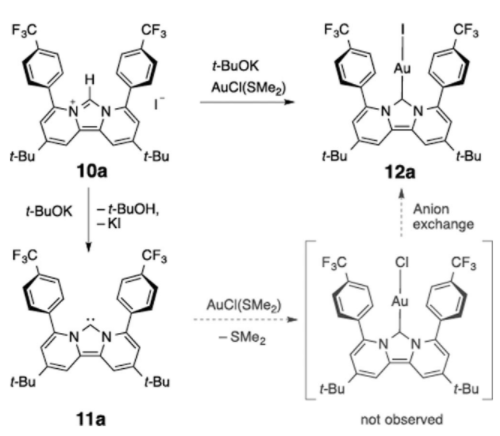 F₃C CF₃
H
N⁺ N
I⁻
t-Bu t-Bu
10a
t-BuOK
AuCl(SMe₂)
I
F₃C CF₃
Au
N N
t-Bu t-Bu
12a
t-BuOK – t-BuOH,
– KI
Anion
exchange
F₃C CF₃
··
N N
t-Bu t-Bu
11a
AuCl(SMe₂)
– SMe₂
F₃C Cl CF₃
Au
N N
t-Bu t-Bu
not observed